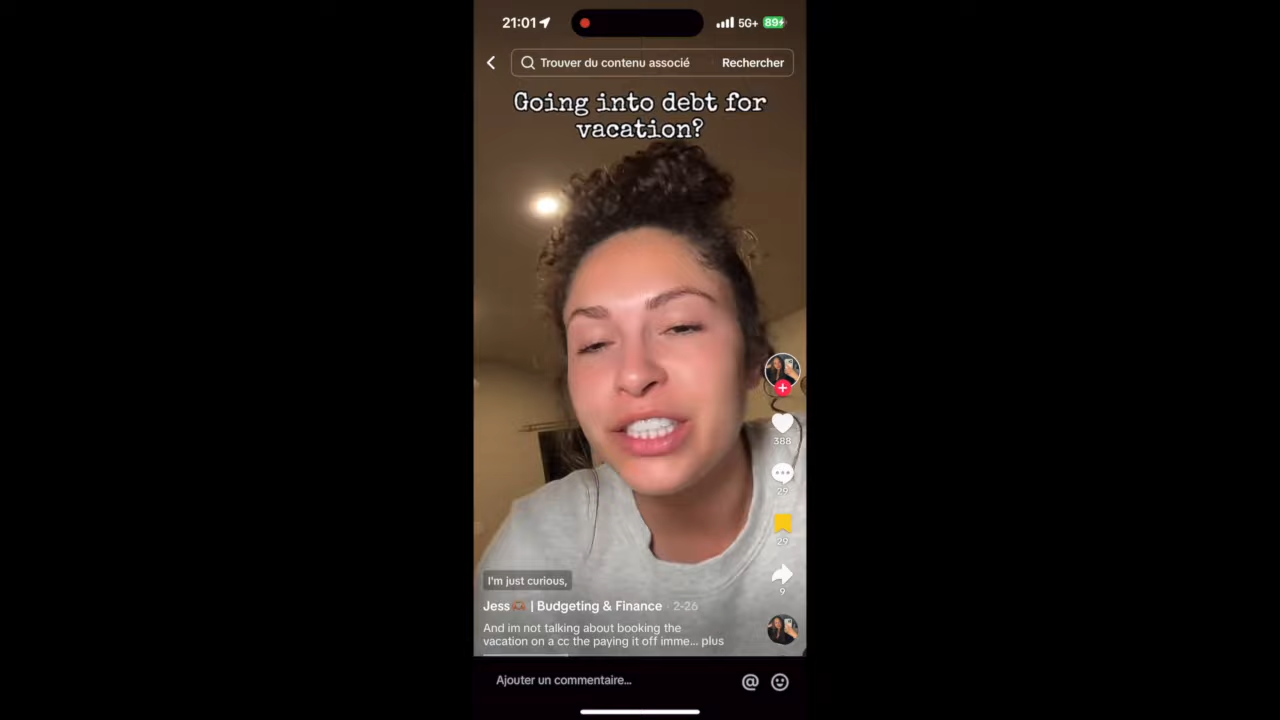 21:01
5G+
89
Trouver du contenu associé
Rechercher
Going into debt for
vacation?
388
29
29
9
I'm just curious,
Jess 🫶🏽 | Budgeting & Finance · 2-26
And im not talking about booking the
vacation on a cc the paying it off imme... plus
Ajouter un commentaire...
@